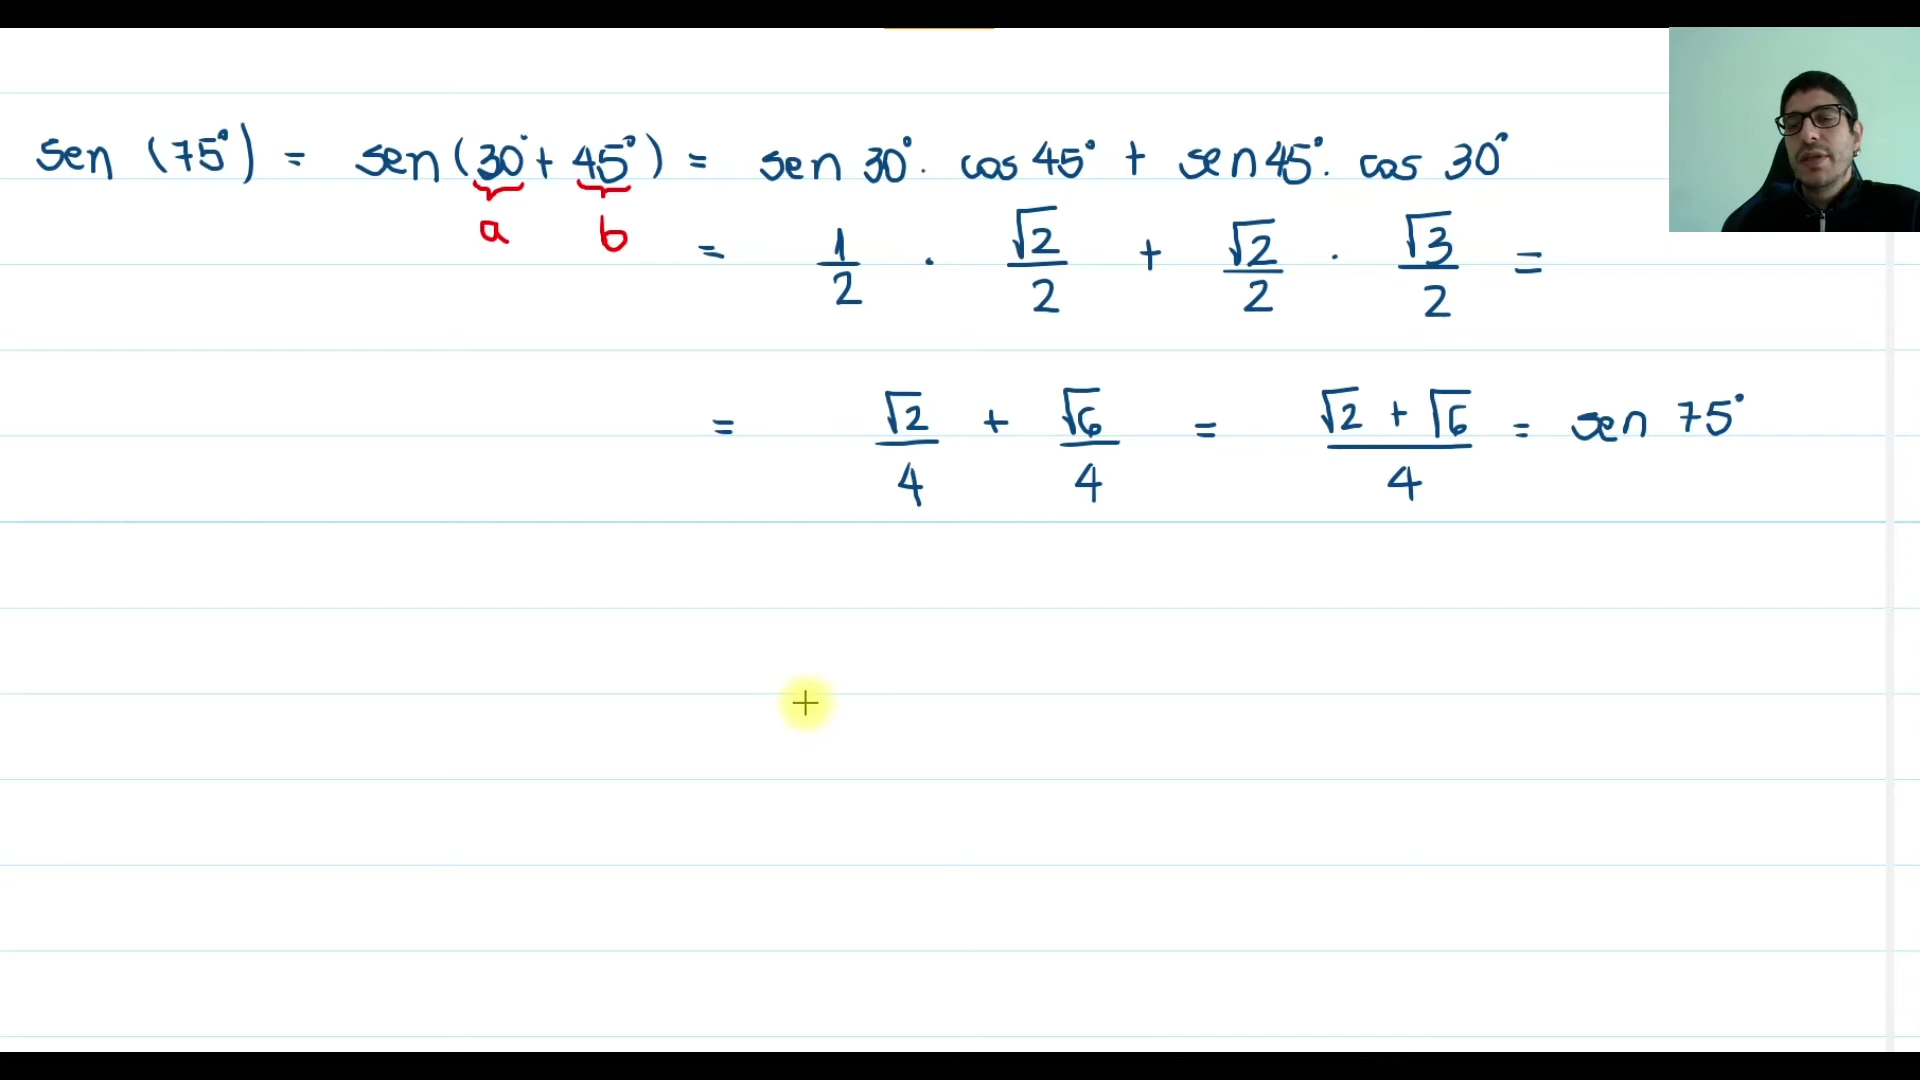 sen (75°) = sen (30° + 45°) = sen 30° · cos 45° + sen 45° · cos 30°
a b
= 1/2 · √2/2 + √2/2 · √3/2 =
= √2/4 + √6/4 = (√2 + √6)/4 = sen 75°